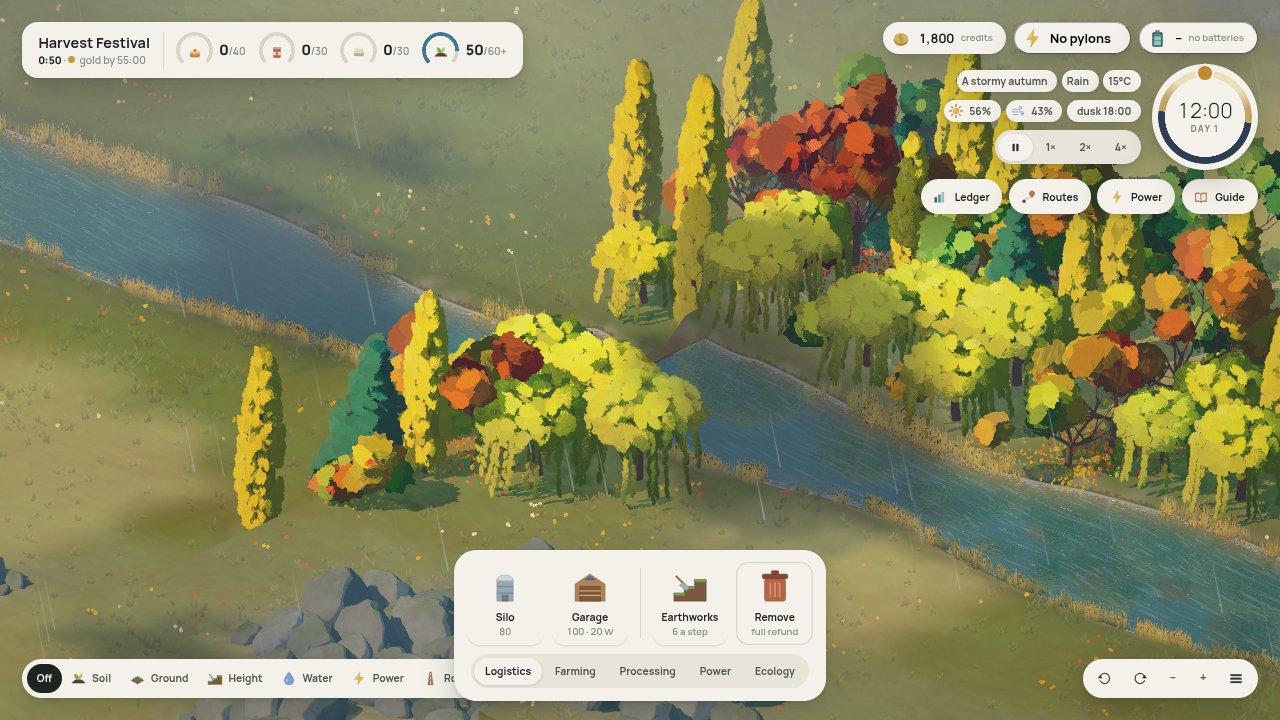 Harvest Festival
0:50 · gold by 55:00
0/40
0/30
0/30
50/60+
1,800 credits
No pylons
– no batteries
A stormy autumn
Rain
15°C
56%
43%
dusk 18:00
1×
2×
4×
12:00
DAY 1
Ledger
Routes
Power
Guide
Silo
80
Garage
100 · 20 W
Earthworks
6 a step
Remove
full refund
Logistics
Farming
Processing
Power
Ecology
Off
Soil
Ground
Height
Water
Power